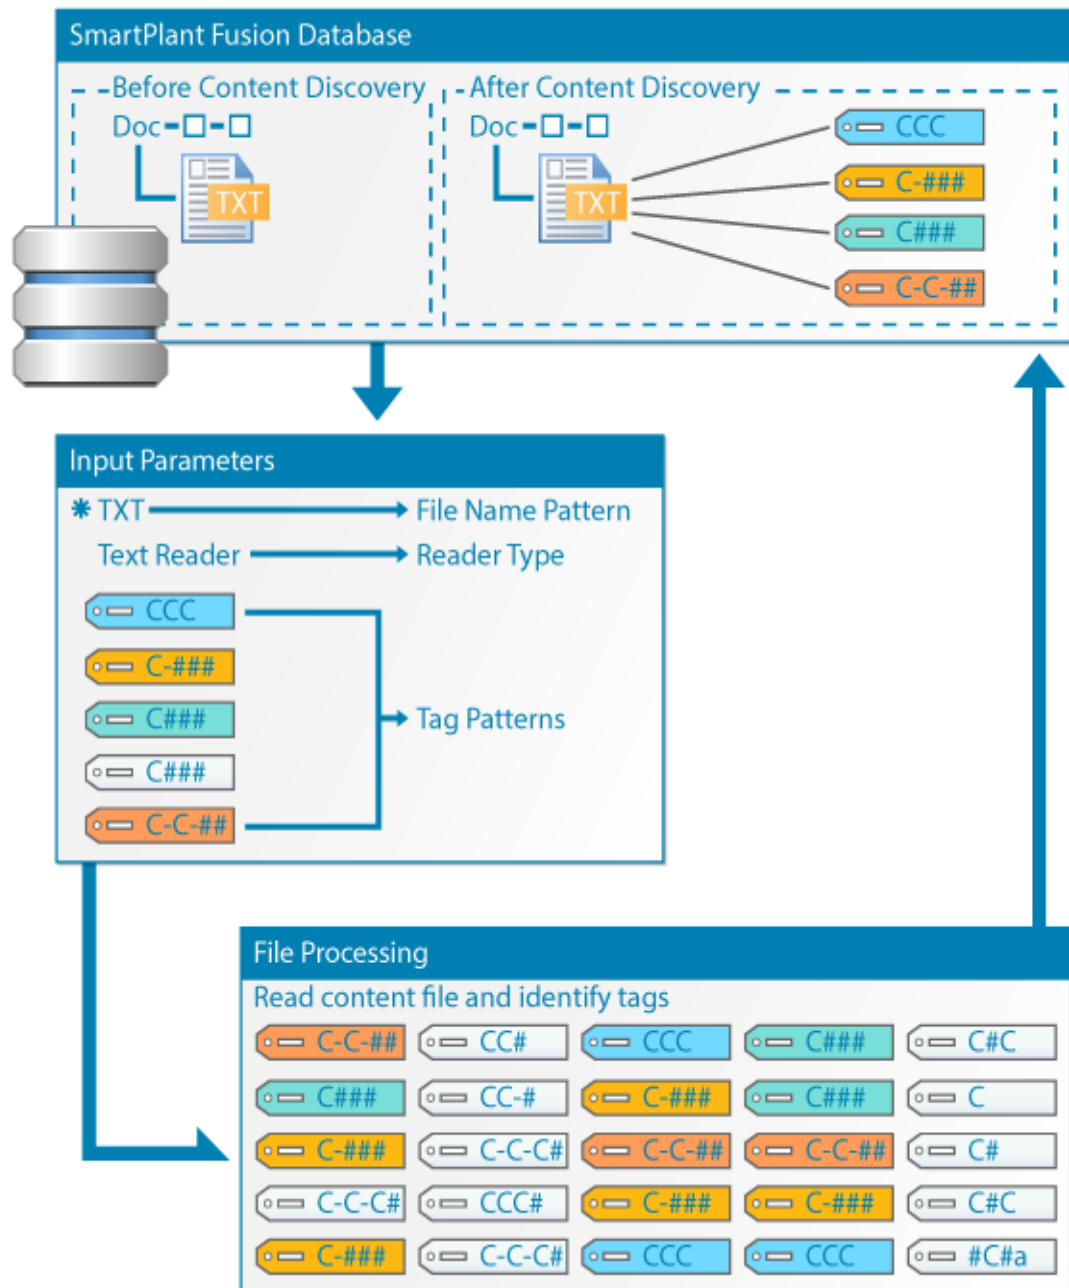 SmartPlant Fusion Database
Before Content Discovery
After Content Discovery
Doc
TXT
Doc
TXT
CCC
C-###
C###
C-C-##
Input Parameters
* TXT File Name Pattern
Text Reader Reader Type
CCC
C-###
C###
Tag Patterns
C###
C-C-##
File Processing
Read content file and identify tags
C-C-## CC# CCC C### C#C
C### CC-# C-### C### C
C-### C-C-C# C-C-## C-C-## C#
C-C-C# CCC# C-### C-### C#C
C-### C-C-C# CCC CCC #C#a